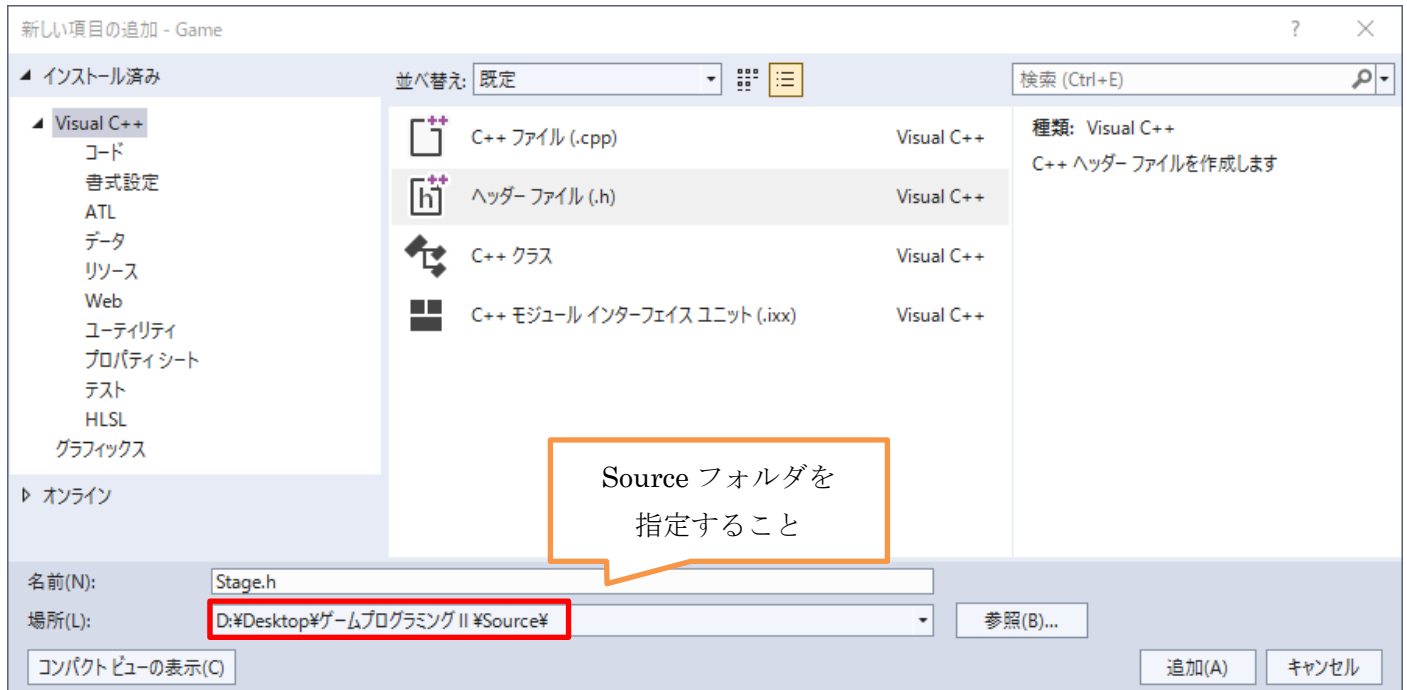 新しい項目の追加 - Game
?
インストール済み
Visual C++
コード
書式設定
ATL
データ
リソース
Web
ユーティリティ
プロパティ シート
テスト
HLSL
グラフィックス
オンライン
並べ替え: 既定
検索 (Ctrl+E)
C++ ファイル (.cpp) Visual C++
ヘッダー ファイル (.h) Visual C++
C++ クラス Visual C++
C++ モジュール インターフェイス ユニット (.ixx) Visual C++
種類: Visual C++
C++ ヘッダー ファイルを作成します
Source フォルダを
指定すること
名前(N): Stage.h
場所(L): D:¥Desktop¥ゲームプログラミングⅡ¥Source¥
参照(B)...
コンパクト ビューの表示(C)
追加(A)
キャンセル